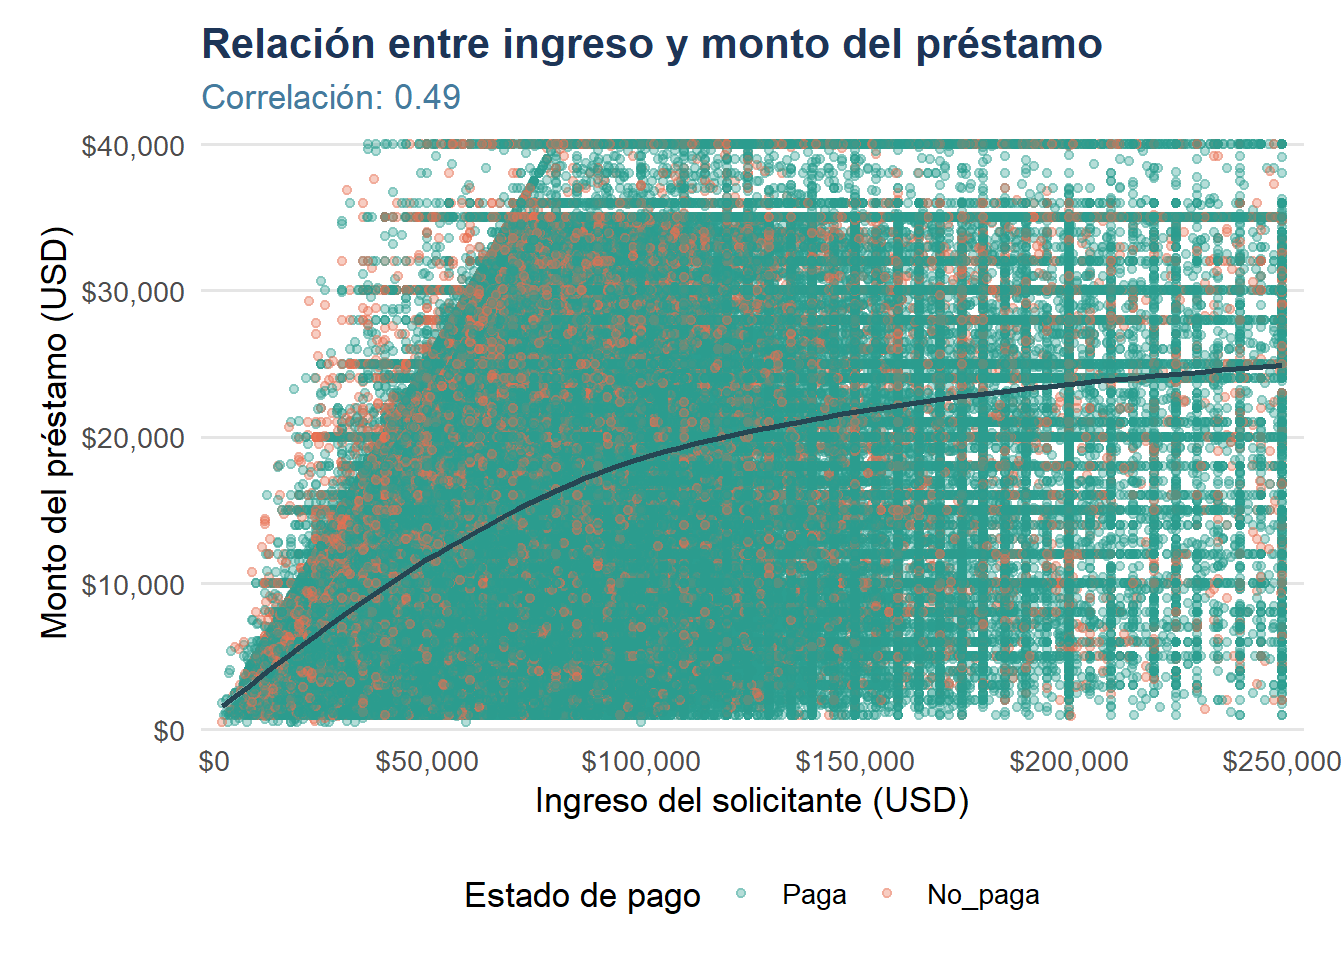 Relación entre ingreso y monto del préstamo
Correlación: 0.49
Monto del préstamo (USD)
$40,000
$30,000
$20,000
$10,000
$0
$0 $50,000 $100,000 $150,000 $200,000 $250,000
Ingreso del solicitante (USD)
Estado de pago Paga No_paga